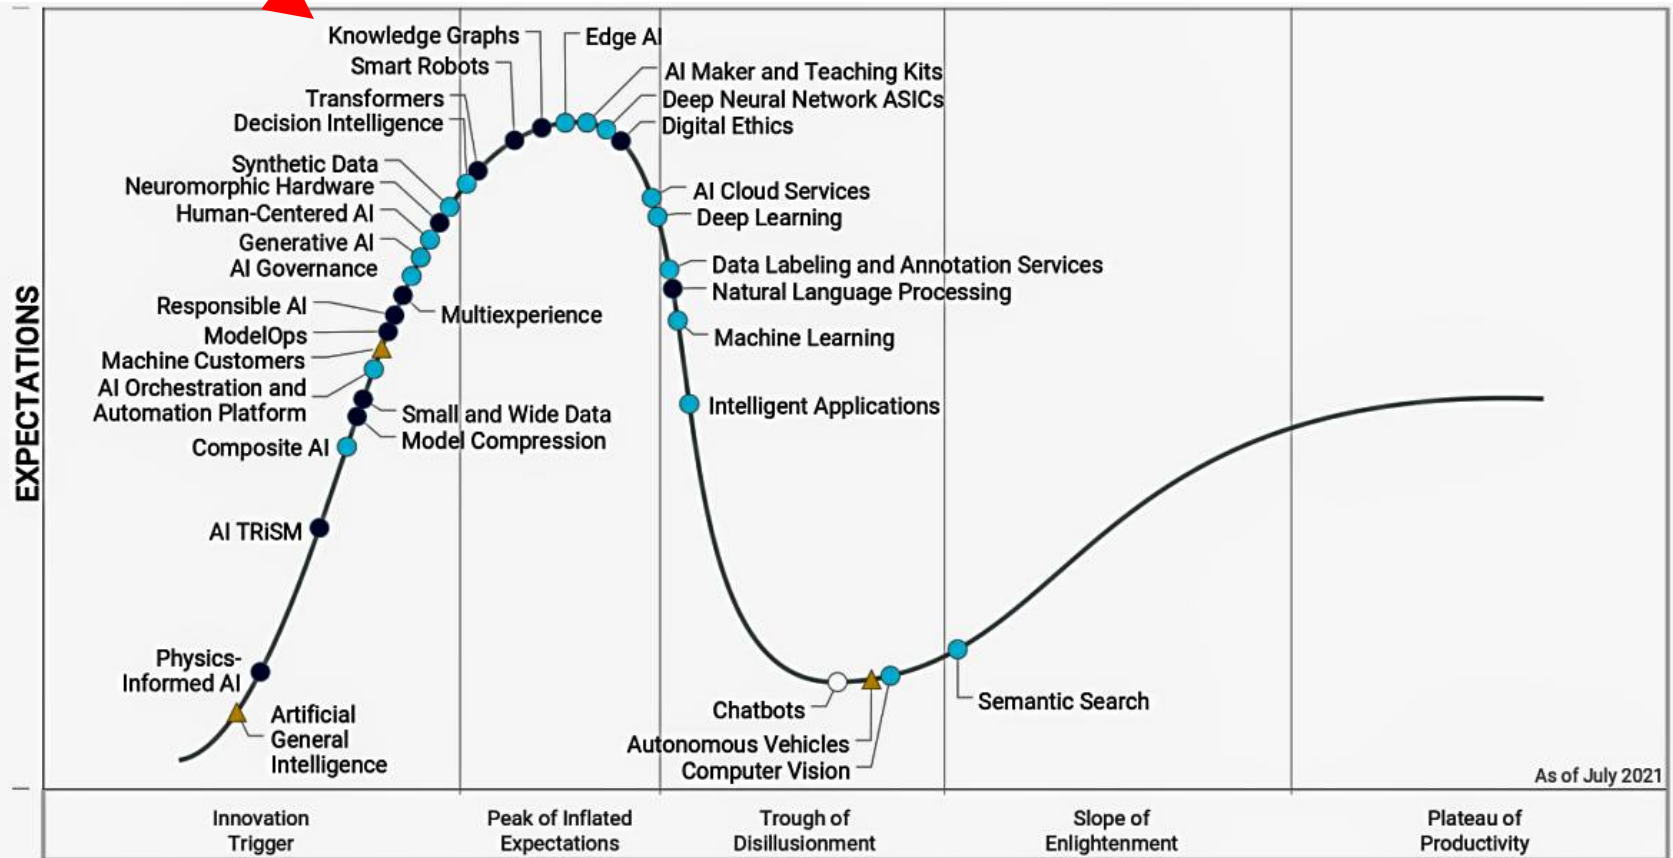 Knowledge Graphs
Edge AI
Smart Robots
AI Maker and Teaching Kits
Transformers
Deep Neural Network ASICs
Decision Intelligence
Digital Ethics
Synthetic Data
Neuromorphic Hardware
AI Cloud Services
Human-Centered AI
Deep Learning
Generative AI
AI Governance
Data Labeling and Annotation Services
Natural Language Processing
Responsible AI
Multiexperience
ModelOps
Machine Learning
Machine Customers
AI Orchestration and
Automation Platform
Small and Wide Data
Model Compression
Intelligent Applications
Composite AI
EXPECTATIONS
AI TRiSM
Physics-
Informed AI
Artificial
General
Intelligence
Chatbots
Autonomous Vehicles
Computer Vision
Semantic Search
As of July 2021
Innovation
Trigger
Peak of Inflated
Expectations
Trough of
Disillusionment
Slope of
Enlightenment
Plateau of
Productivity